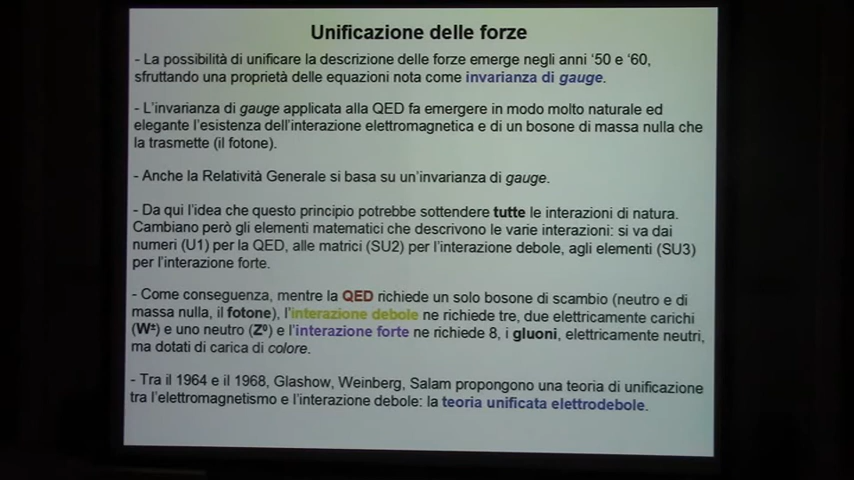 Unificazione delle forze
- La possibilità di unificare la descrizione delle forze emerge negli anni ‘50 e ‘60,
sfruttando una proprietà delle equazioni nota come invarianza di gauge.
- L’invarianza di gauge applicata alla QED fa emergere in modo molto naturale ed
elegante l’esistenza dell’interazione elettromagnetica e di un bosone di massa nulla che
la trasmette (il fotone).
- Anche la Relatività Generale si basa su un’invarianza di gauge.
- Da qui l’idea che questo principio potrebbe sottendere tutte le interazioni di natura.
Cambiano però gli elementi matematici che descrivono le varie interazioni: si va dai
numeri (U1) per la QED, alle matrici (SU2) per l’interazione debole, agli elementi (SU3)
per l’interazione forte.
- Come conseguenza, mentre la QED richiede un solo bosone di scambio (neutro e di
massa nulla, il fotone), l’interazione debole ne richiede tre, due elettricamente carichi
(W±) e uno neutro (Z⁰) e l’interazione forte ne richiede 8, i gluoni, elettricamente neutri,
ma dotati di carica di colore.
- Tra il 1964 e il 1968, Glashow, Weinberg, Salam propongono una teoria di unificazione
tra l’elettromagnetismo e l’interazione debole: la teoria unificata elettrodebole.